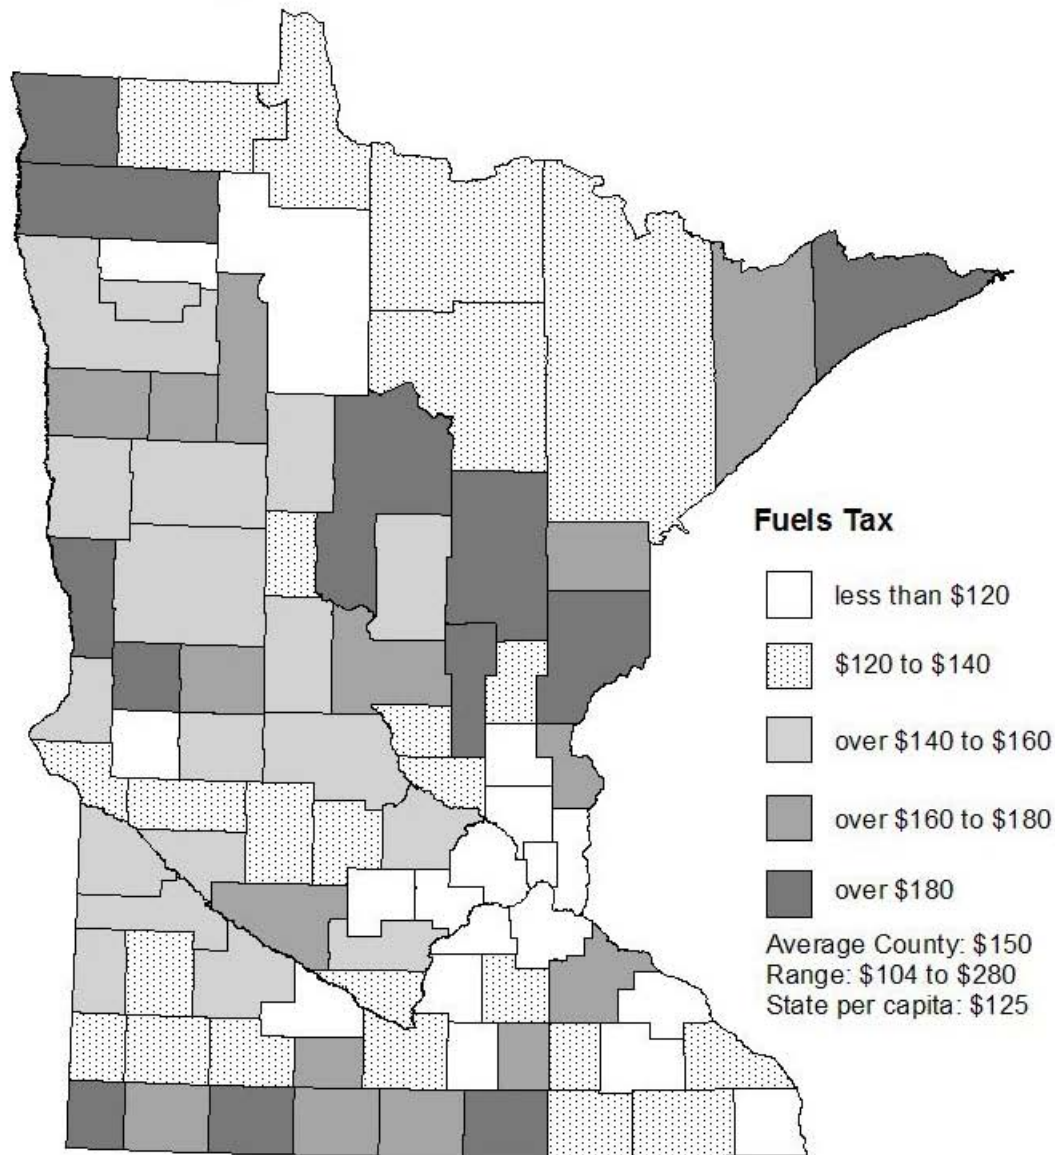 Fuels Tax
less than $120
$120 to $140
over $140 to $160
over $160 to $180
over $180
Average County: $150
Range: $104 to $280
State per capita: $125